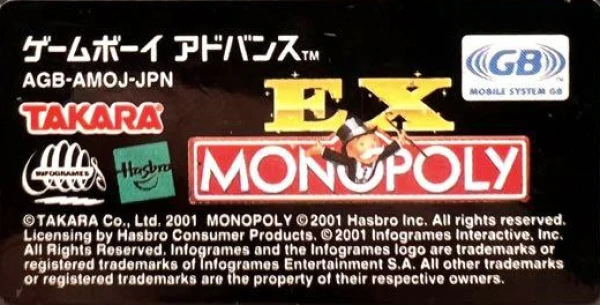 ゲームボーイ アドバンス™
AGB-AMOJ-JPN
GB™
MOBILE SYSTEM GB
TAKARA®
EX
INFOGRAMES
Hasbro
MONOPOLY
©TAKARA Co., Ltd. 2001 MONOPOLY ©2001 Hasbro Inc. All rights reserved.
Licensing by Hasbro Consumer Products. ©2001 Infogrames Interactive, Inc.
All Rights Reserved. Infogrames and the Infogrames logo are trademarks or
registered trademarks of Infogrames Entertainment S.A. All other trademarks
or registered trademarks are the property of their respective owners.